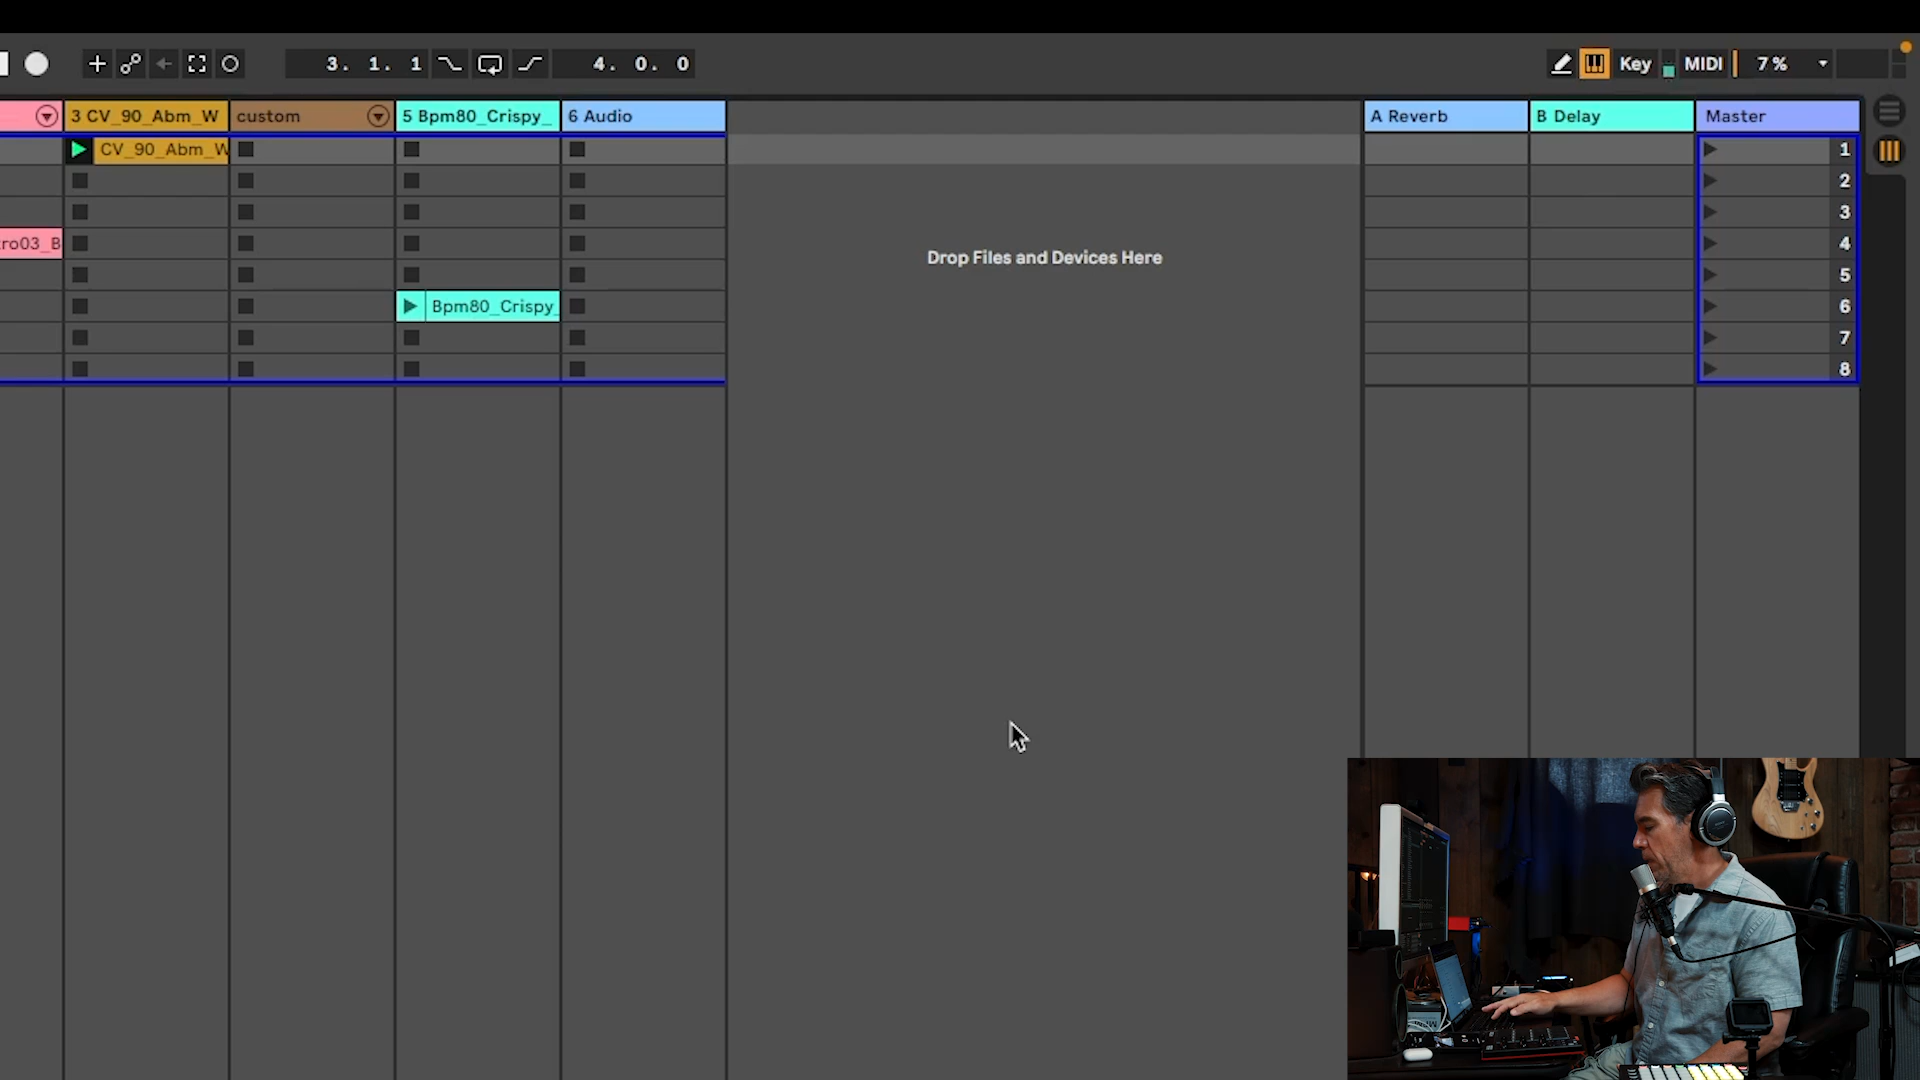 3. 1. 1 4. 0. 0 Key MIDI 7 %
3 CV_90_Abm_W custom 5 Bpm80_Crispy_ 6 Audio A Reverb B Delay Master
CV_90_Abm_W 1
2
3
ro03_B 4
Drop Files and Devices Here
5
Bpm80_Crispy_ 6
7
8